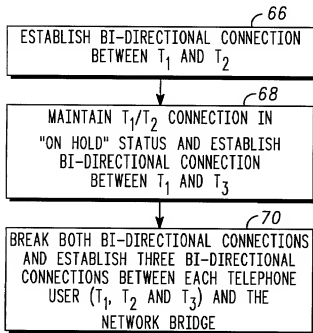 66
ESTABLISH BI-DIRECTIONAL CONNECTION
BETWEEN T₁ AND T₂
68
MAINTAIN T₁/T₂ CONNECTION IN
"ON HOLD" STATUS AND ESTABLISH
BI-DIRECTIONAL CONNECTION
BETWEEN T₁ AND T₃
70
BREAK BOTH BI-DIRECTIONAL CONNECTIONS
AND ESTABLISH THREE BI-DIRECTIONAL
CONNECTIONS BETWEEN EACH TELEPHONE
USER (T₁, T₂ AND T₃) AND THE
NETWORK BRIDGE